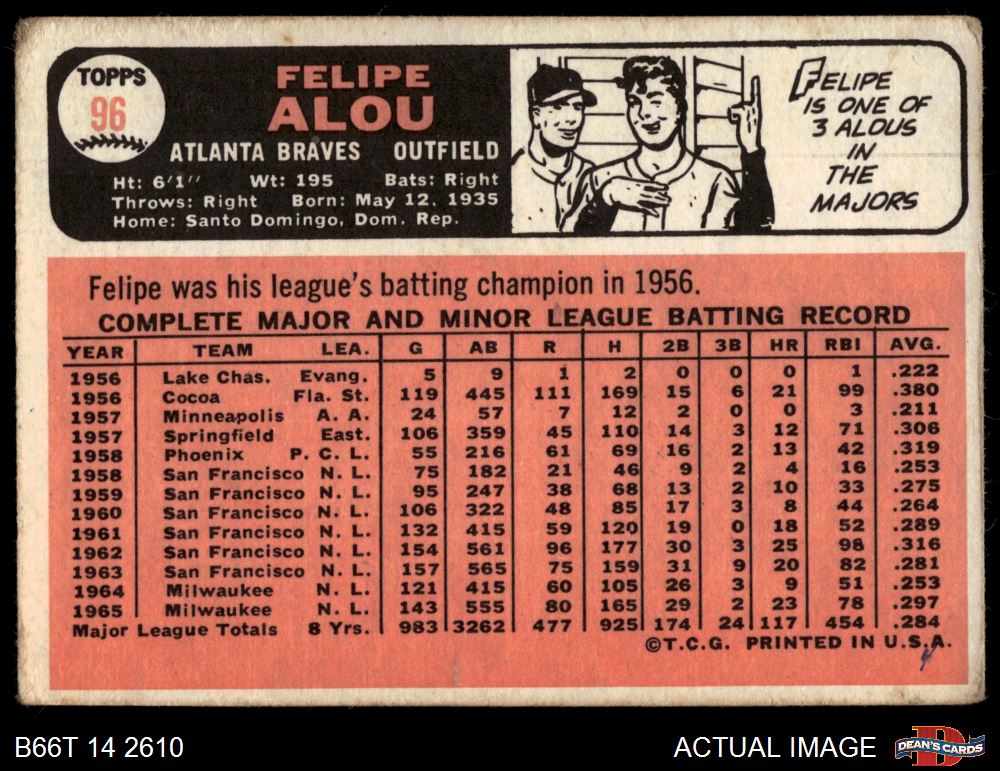 TOPPS
96
FELIPE
ALOU
ATLANTA BRAVES OUTFIELD
Ht: 6'1" Wt: 195 Bats: Right
Throws: Right Born: May 12, 1935
Home: Santo Domingo, Dom. Rep.
FELIPE
IS ONE OF
3 ALOUS
IN
THE
MAJORS
Felipe was his league's batting champion in 1956.
COMPLETE MAJOR AND MINOR LEAGUE BATTING RECORD
YEAR TEAM LEA. G AB R H 2B 3B HR RBI AVG.
1956 Lake Chas. Evang. 5 9 1 2 0 0 0 1 .222
1956 Cocoa Fla. St. 119 445 111 169 15 6 21 99 .380
1957 Minneapolis A. A. 24 57 7 12 2 0 0 3 .211
1957 Springfield East. 106 359 45 110 14 3 12 71 .306
1958 Phoenix P. C. L. 55 216 61 69 16 2 13 42 .319
1958 San Francisco N. L. 75 182 21 46 9 2 4 16 .253
1959 San Francisco N. L. 95 247 38 68 13 2 10 33 .275
1960 San Francisco N. L. 106 322 48 85 17 3 8 44 .264
1961 San Francisco N. L. 132 415 59 120 19 0 18 52 .289
1962 San Francisco N. L. 154 561 96 177 30 3 25 98 .316
1963 San Francisco N. L. 157 565 75 159 31 9 20 82 .281
1964 Milwaukee N. L. 121 415 60 105 26 3 9 51 .253
1965 Milwaukee N. L. 143 555 80 165 29 2 23 78 .297
Major League Totals 8 Yrs. 983 3262 477 925 174 24 117 454 .284
©T.C.G. PRINTED IN U.S.A.
B66T 14 2610
ACTUAL IMAGE
DEAN'S CARDS